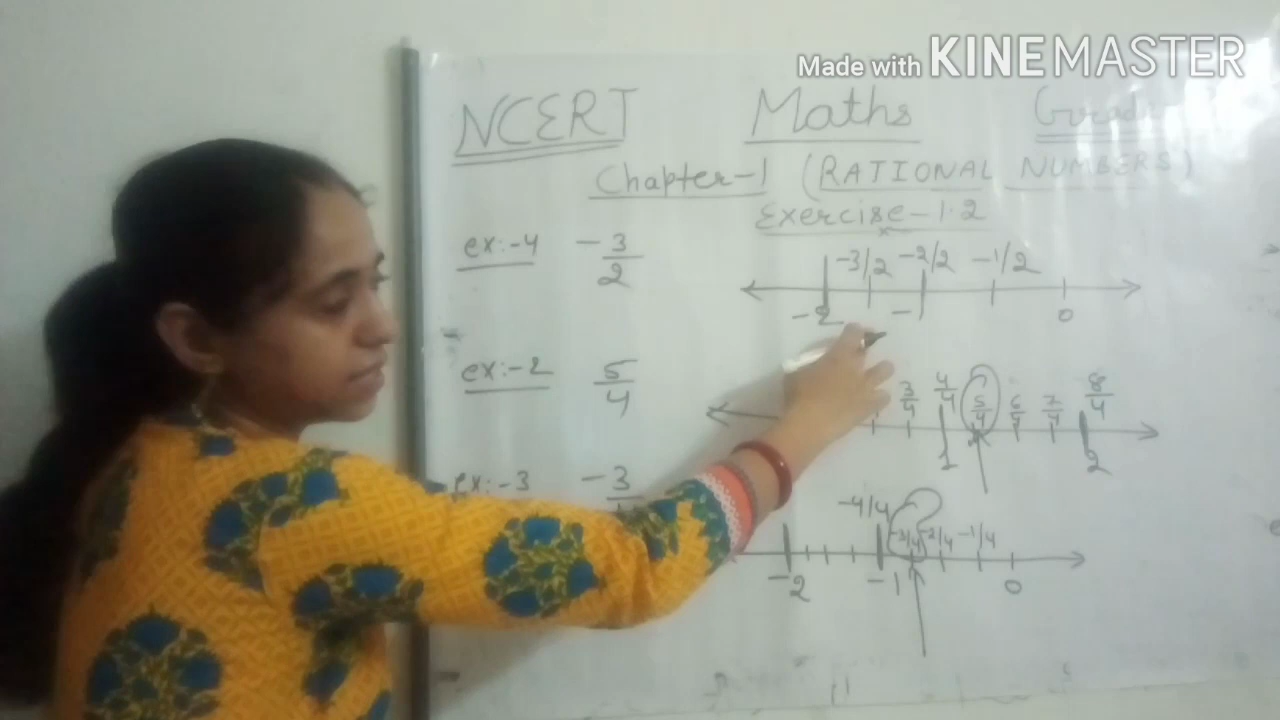 Made with KINEMASTER
NCERT Maths
Chapter-1 (RATIONAL NUMBERS)
Exercise-1.2
ex:-4 -3/2
-3/2 -2/2 -1/2
-2 -1 0
ex:-2 5/4
3/4 4/4 5/4 6/4 7/4 8/4
1 2
ex:-3 -3
-4/4 -3/4 -2/4 -1/4
-2 -1 0